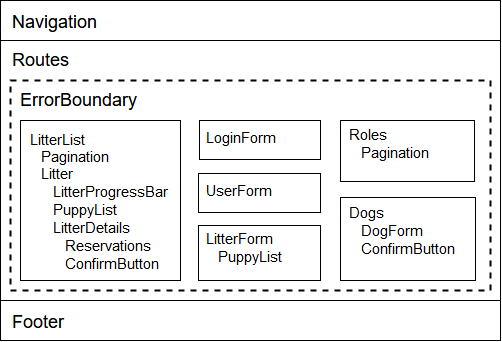 Navigation
Routes
ErrorBoundary
LitterList
Pagination
Litter
LitterProgressBar
PuppyList
LitterDetails
Reservations
ConfirmButton
LoginForm
UserForm
LitterForm
PuppyList
Roles
Pagination
Dogs
DogForm
ConfirmButton
Footer